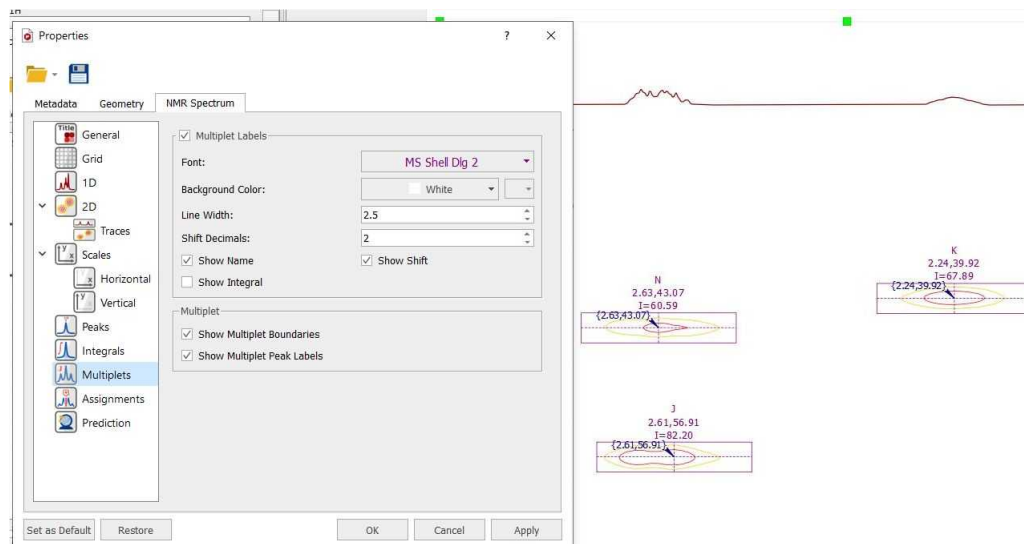 Properties
?
Metadata
Geometry
NMR Spectrum
Title
General
Grid
1D
2D
Traces
Scales
Horizontal
Vertical
Peaks
Integrals
Multiplets
Assignments
Prediction
Multiplet Labels
Font:
MS Shell Dlg 2
Background Color:
White
Line Width:
2.5
Shift Decimals:
2
Show Name
Show Shift
Show Integral
Multiplet
Show Multiplet Boundaries
Show Multiplet Peak Labels
Set as Default
Restore
OK
Cancel
Apply
K
2.24,39.92
I=67.89
{2.24,39.92}
N
2.63,43.07
I=60.59
{2.63,43.07}
J
2.61,56.91
I=82.20
{2.61,56.91}